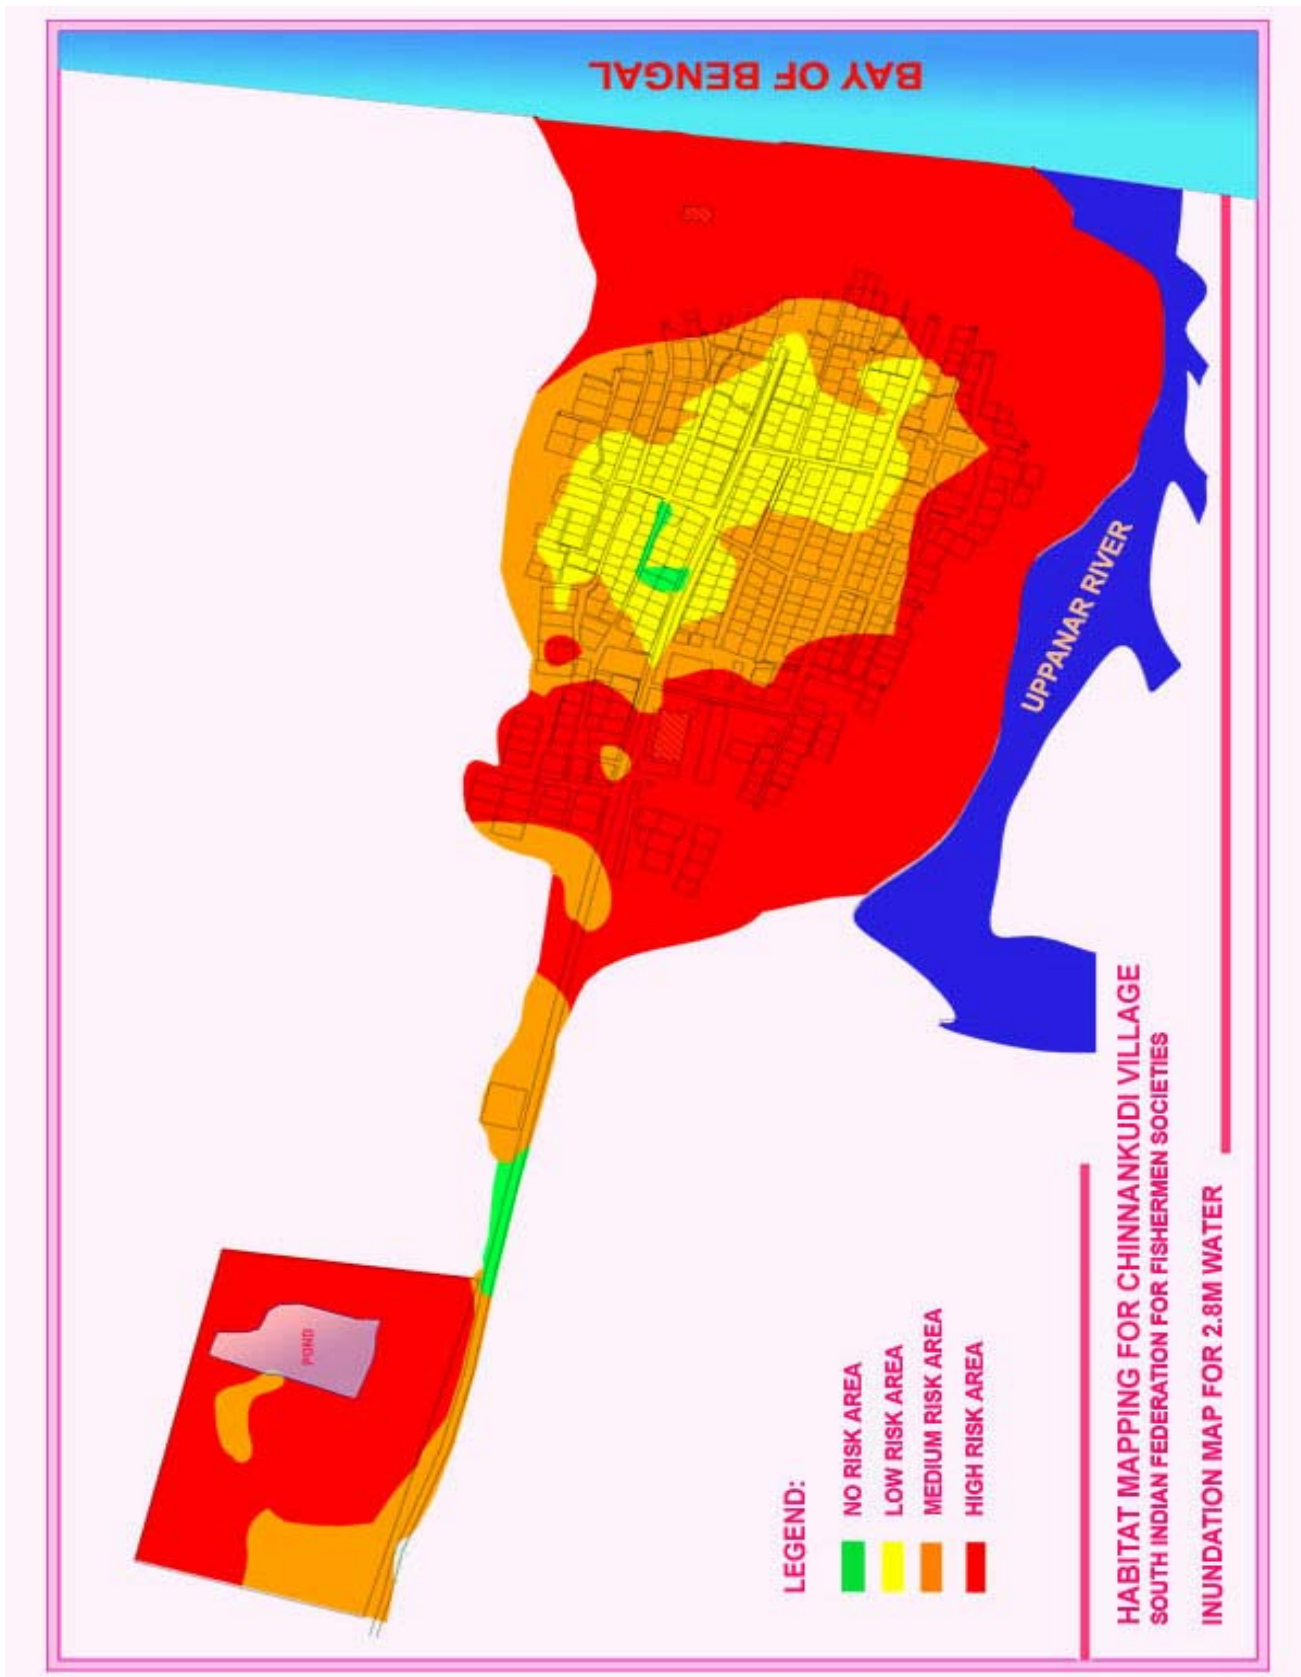 BAY OF BENGAL
UPPANAR RIVER
POND
LEGEND:
NO RISK AREA
LOW RISK AREA
MEDIUM RISK AREA
HIGH RISK AREA
HABITAT MAPPING FOR CHINNANKUDI VILLAGE
SOUTH INDIAN FEDERATION FOR FISHERMEN SOCIETIES
INUNDATION MAP FOR 2.8M WATER